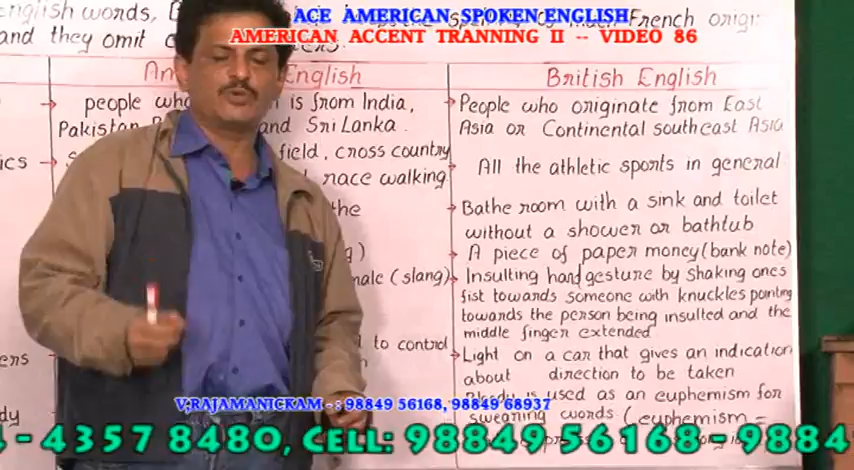 English words, French origi
ACE AMERICAN SPOKEN ENGLISH
and they omit
AMERICAN ACCENT TRANNING II -- VIDEO 86
English
British English
people who is from India,
Pakistan and Sri Lanka.
field, cross country
race walking
the
male (slang)
to control
People who originate from East
Asia or Continental southeast Asia
All the athletic sports in general
Bathe room with a sink and toilet
without a shower or bathtub
A piece of paper money (bank note)
Insulting hand gesture by shaking ones
fist towards someone with knuckles pointing
towards the person being insulted and the
middle finger extended
Light on a car that gives an indication
about direction to be taken
is used as an euphemism for
swearing words (euphemism =
V.RAJAMANICKAM - : 98849 56168, 98849 68937
- 4357 8480, CELL: 98849 56168 - 9884